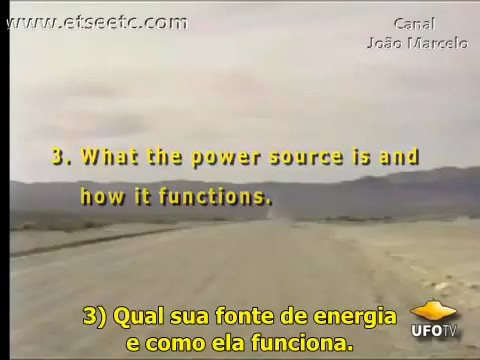 www.etseetc.com
Canal
João Marcelo
3. What the power source is and
how it functions.
3) Qual sua fonte de energia
e como ela funciona.
UFOTV